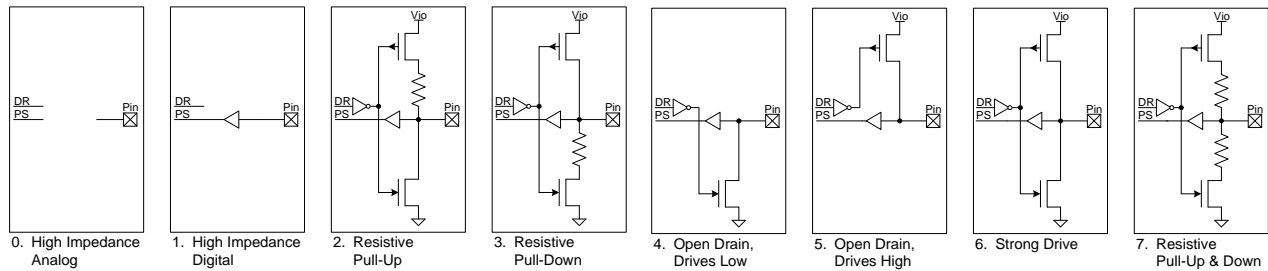 Vio
Vio
Vio
Vio
Vio
DR
PS
Pin
DR
PS
Pin
DR
PS
Pin
DR
PS
Pin
DR
PS
Pin
DR
PS
Pin
DR
PS
Pin
DR
PS
Pin
0. High Impedance
Analog
1. High Impedance
Digital
2. Resistive
Pull-Up
3. Resistive
Pull-Down
4. Open Drain,
Drives Low
5. Open Drain,
Drives High
6. Strong Drive
7. Resistive
Pull-Up & Down